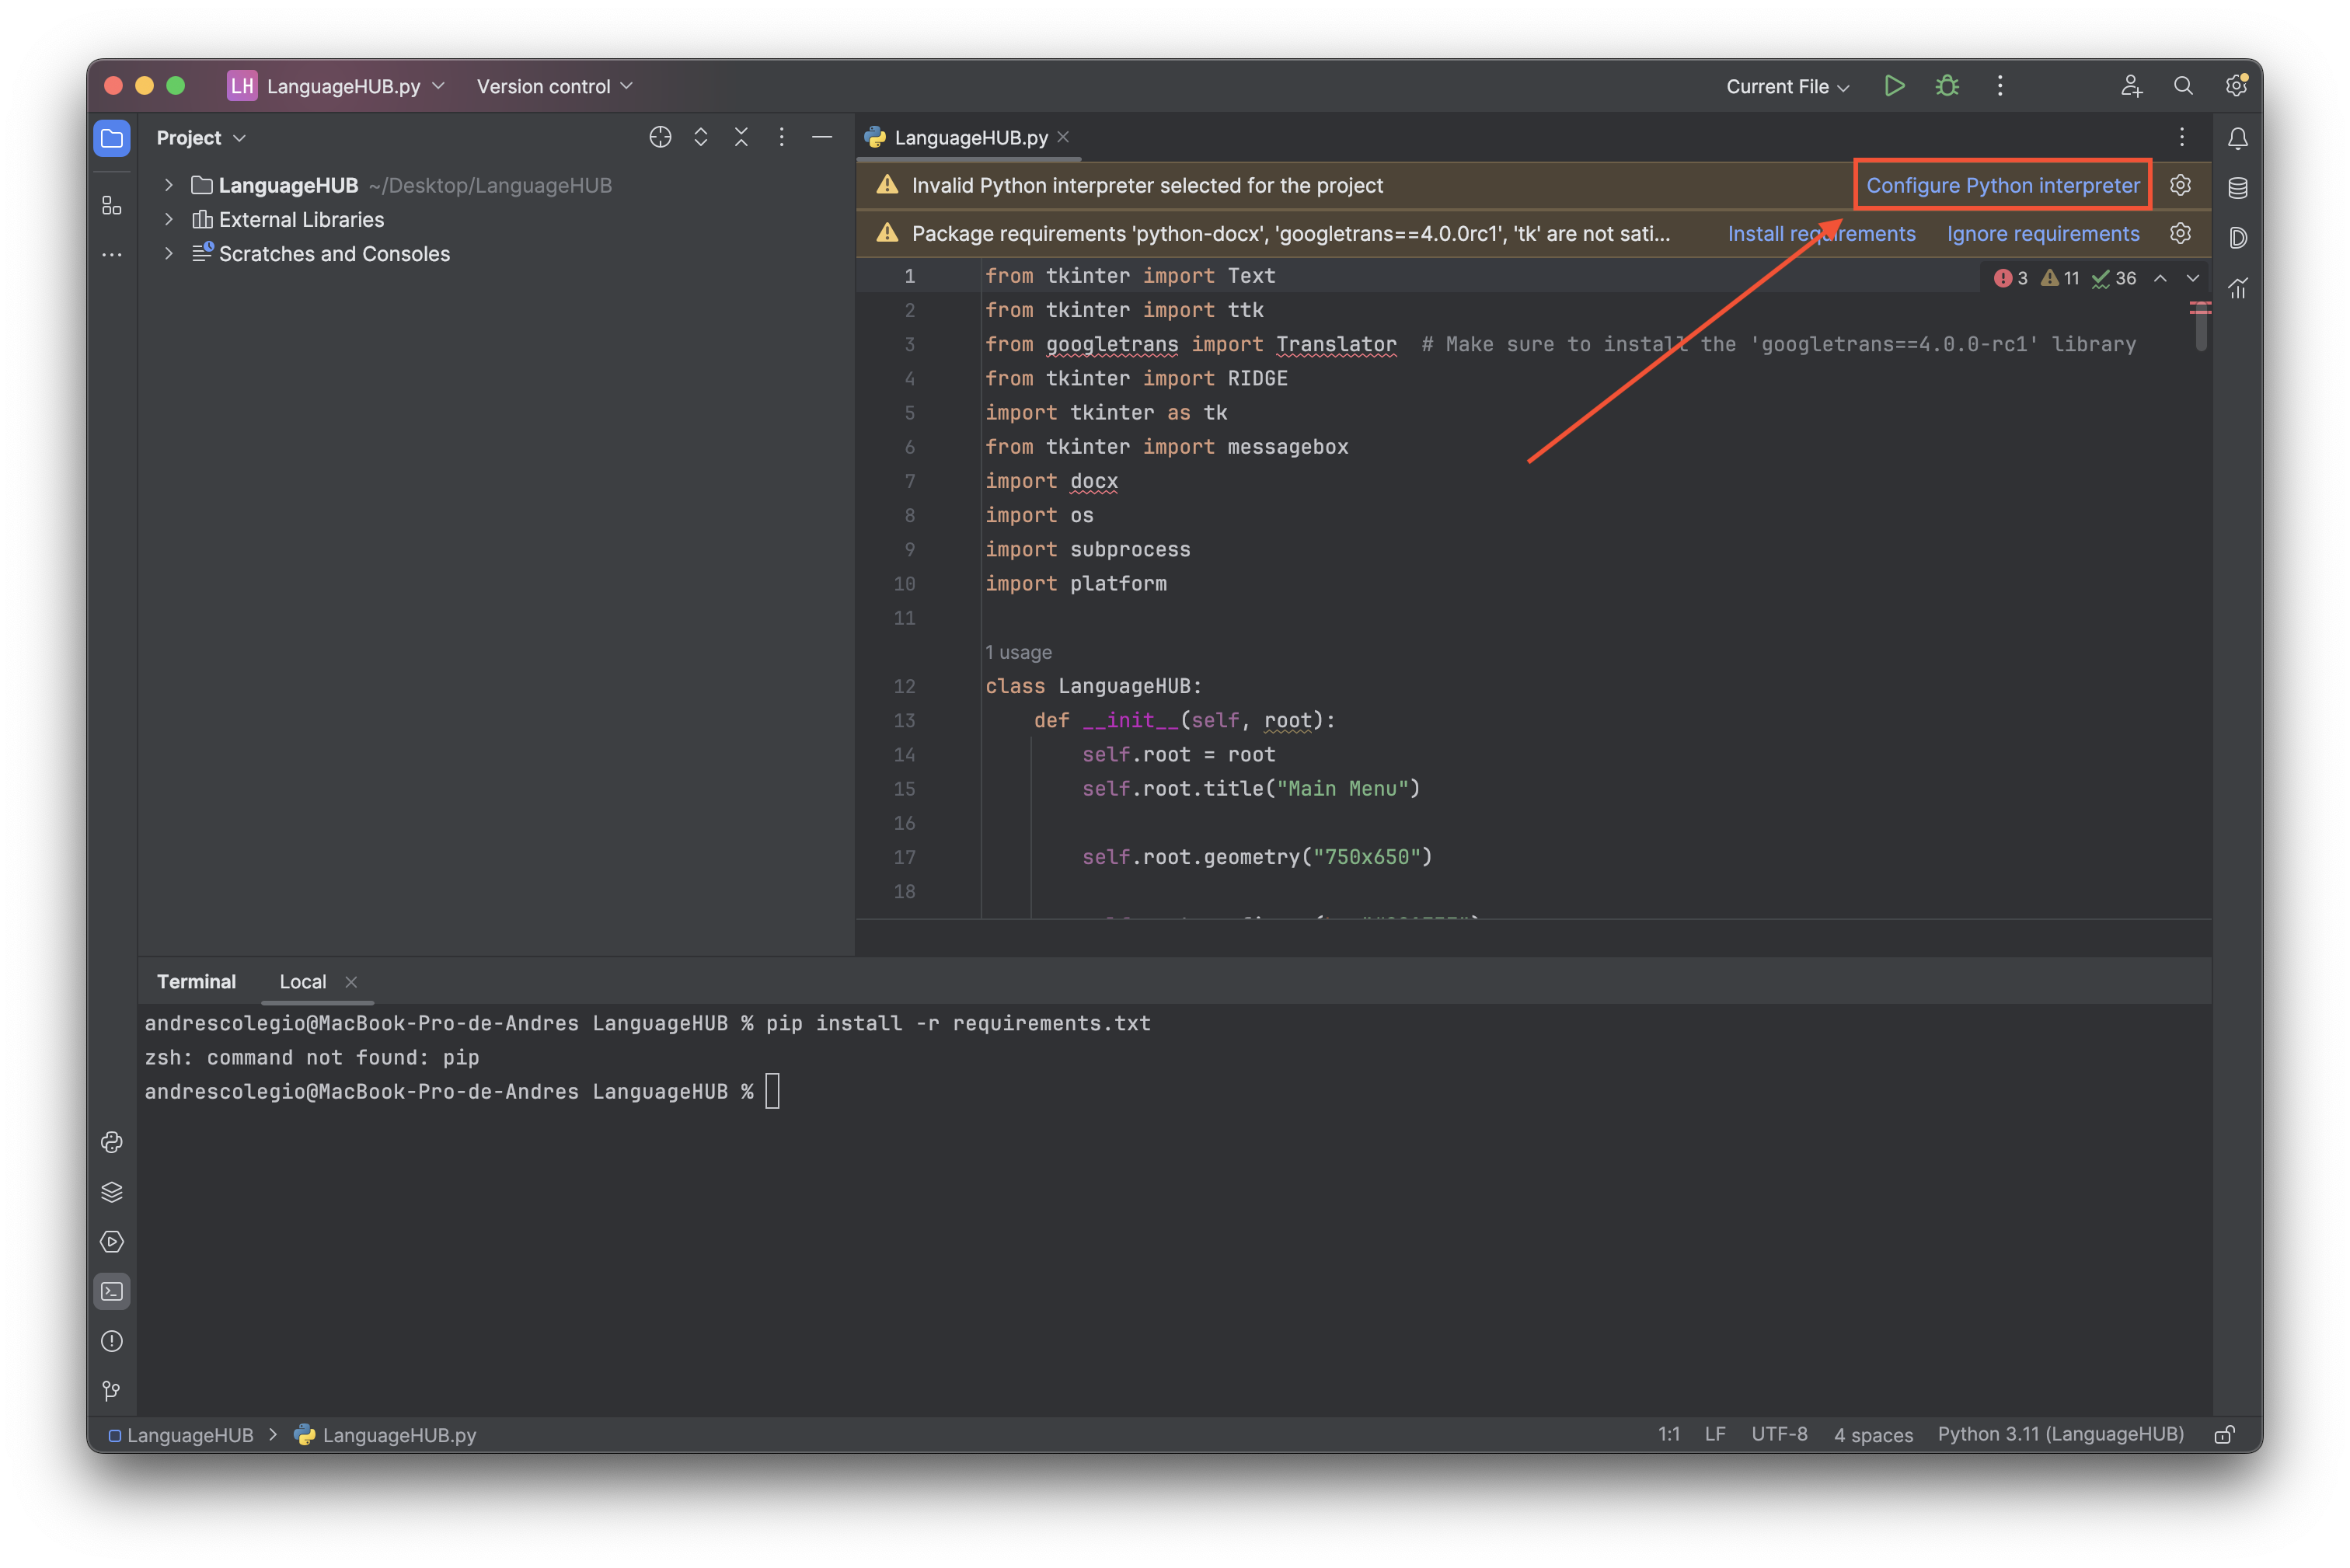 LH LanguageHUB.py Version control Current File
Project
LanguageHUB.py
LanguageHUB ~/Desktop/LanguageHUB
External Libraries
Scratches and Consoles
Invalid Python interpreter selected for the project Configure Python interpreter
Package requirements 'python-docx', 'googletrans==4.0.0rc1', 'tk' are not sati... Install requirements Ignore requirements
3 11 36
1 from tkinter import Text
2 from tkinter import ttk
3 from googletrans import Translator # Make sure to install the 'googletrans==4.0.0-rc1' library
4 from tkinter import RIDGE
5 import tkinter as tk
6 from tkinter import messagebox
7 import docx
8 import os
9 import subprocess
10 import platform
11
1 usage
12 class LanguageHUB:
13 def __init__(self, root):
14 self.root = root
15 self.root.title("Main Menu")
16
17 self.root.geometry("750x650")
18
Terminal Local
andrescolegio@MacBook-Pro-de-Andres LanguageHUB % pip install -r requirements.txt
zsh: command not found: pip
andrescolegio@MacBook-Pro-de-Andres LanguageHUB %
LanguageHUB > LanguageHUB.py 1:1 LF UTF-8 4 spaces Python 3.11 (LanguageHUB)